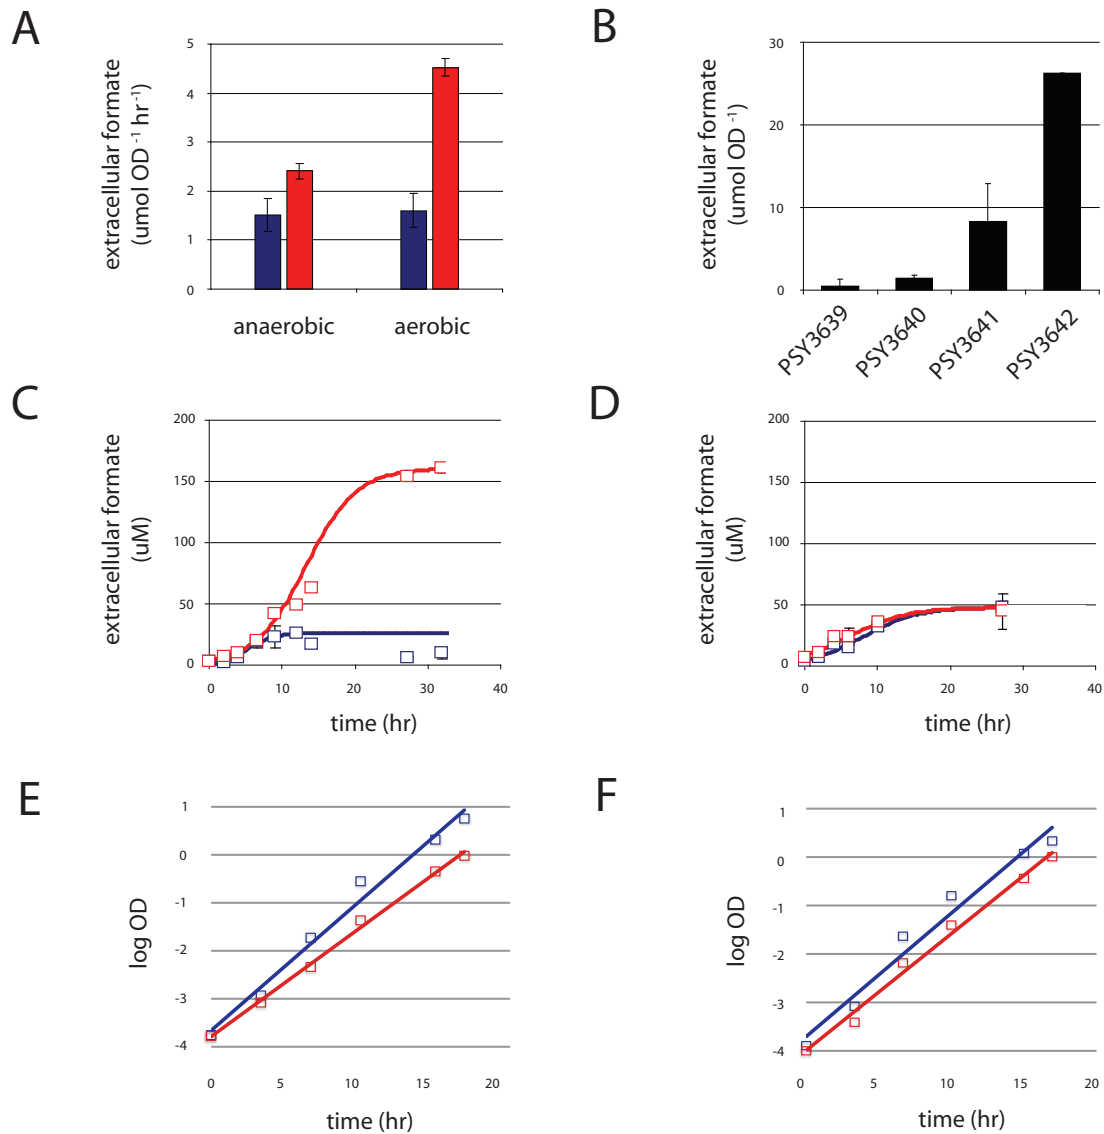 A
extracellular formate
(umol OD ⁻¹ hr⁻¹)
5
4
3
2
1
0
anaerobic
aerobic
B
extracellular formate
(umol OD ⁻¹)
30
20
10
0
PSY3639
PSY3640
PSY3641
PSY3642
C
extracellular formate
(uM)
200
150
100
50
0
0 10 20 30 40
time (hr)
D
extracellular formate
(uM)
200
150
100
50
0
0 10 20 30 40
time (hr)
E
log OD
1
0
-1
-2
-3
-4
0 5 10 15 20
time (hr)
F
log OD
1
0
-1
-2
-3
-4
0 5 10 15 20
time (hr)